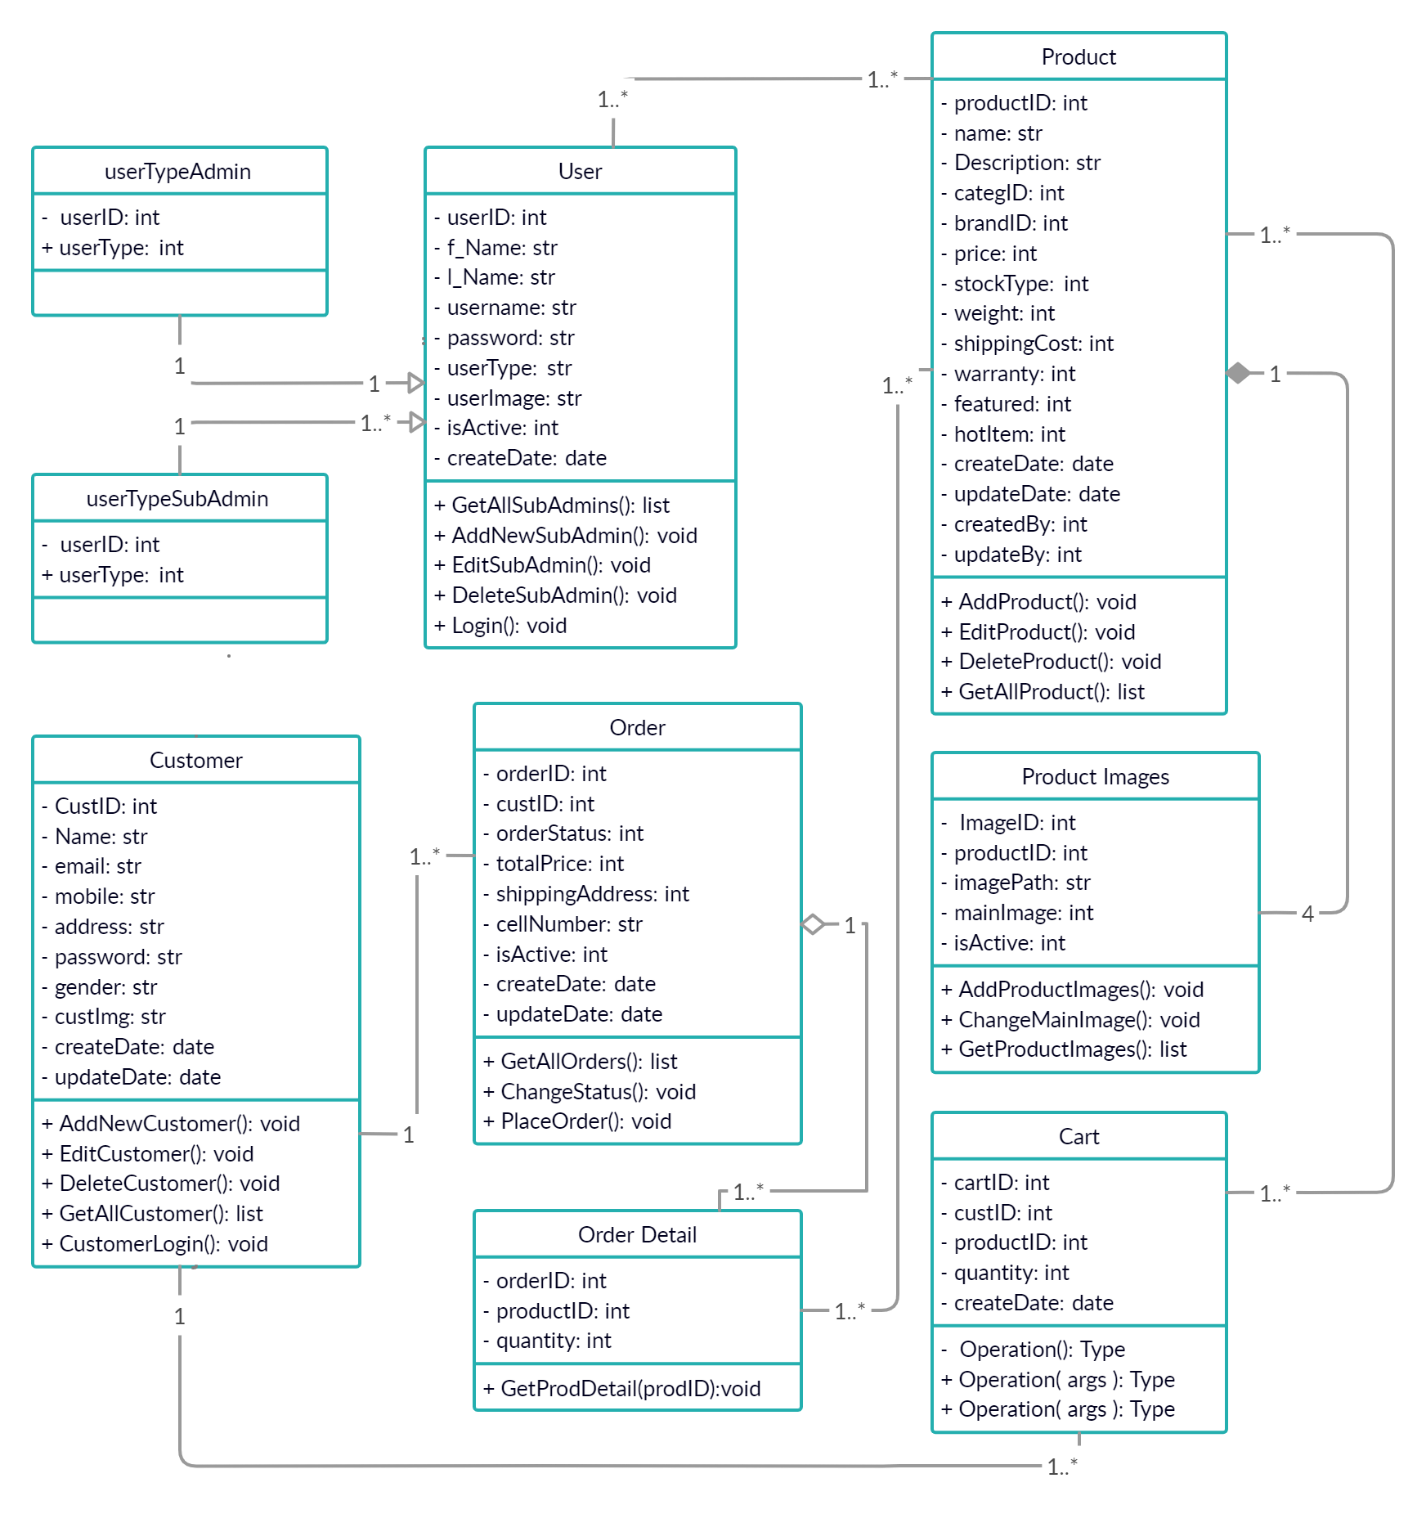 userTypeAdmin
-  userID: int
+ userType:  int
1
1
1
1..*
userTypeSubAdmin
-  userID: int
+ userType:  int
1..*
User
- userID: int
- f_Name: str
- l_Name: str
- username: str
- password: str
- userType:  str
- userImage: str
- isActive: int
- createDate: date
+ GetAllSubAdmins(): list
+ AddNewSubAdmin(): void
+ EditSubAdmin(): void
+ DeleteSubAdmin(): void
+ Login(): void
1..*
Product
- productID: int
- name: str
- Description: str
- categID: int
- brandID: int
- price: int
- stockType:  int
- weight: int
- shippingCost: int
- warranty: int
- featured: int
- hotItem: int
- createDate: date
- updateDate: date
- createdBy: int
- updateBy: int
+ AddProduct(): void
+ EditProduct(): void
+ DeleteProduct(): void
+ GetAllProduct(): list
1..*
1..*
1
Customer
- CustID: int
- Name: str
- email: str
- mobile: str
- address: str
- password: str
- gender: str
- custImg: str
- createDate: date
- updateDate: date
+ AddNewCustomer(): void
+ EditCustomer(): void
+ DeleteCustomer(): void
+ GetAllCustomer(): list
+ CustomerLogin(): void
1..*
1
1
Order
- orderID: int
- custID: int
- orderStatus: int
- totalPrice: int
- shippingAddress: int
- cellNumber: str
- isActive: int
- createDate: date
- updateDate: date
+ GetAllOrders(): list
+ ChangeStatus(): void
+ PlaceOrder(): void
1
1..*
Order Detail
- orderID: int
- productID: int
- quantity: int
+ GetProdDetail(prodID):void
1..*
Product Images
-  ImageID: int
- productID: int
- imagePath: str
- mainImage: int
- isActive: int
+ AddProductImages(): void
+ ChangeMainImage(): void
+ GetProductImages(): list
4
Cart
- cartID: int
- custID: int
- productID: int
- quantity: int
- createDate: date
-  Operation(): Type
+ Operation( args ): Type
+ Operation( args ): Type
1..*
1..*